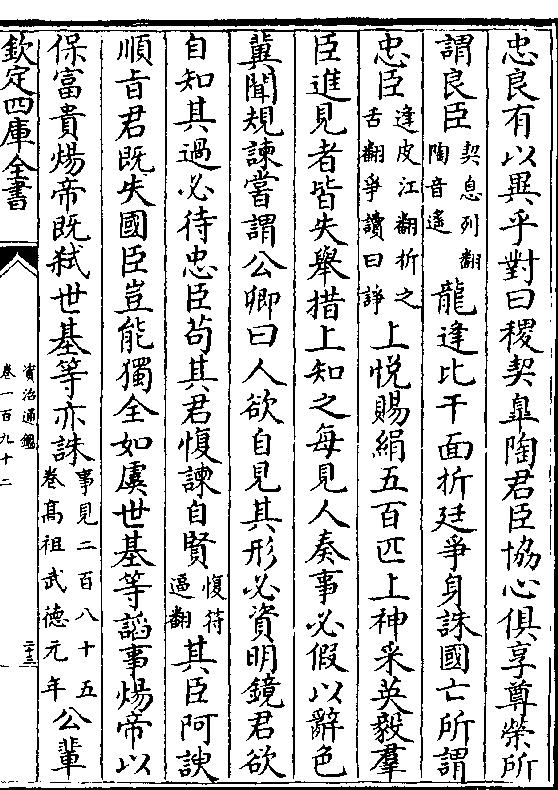 忠良有以異乎對曰稷契臯陶君臣協心俱享尊榮所
謂良臣契息列翻陶音遙龍逢比干面折廷爭身誅國亡所謂
忠臣逢皮江翻折之舌翻爭讀曰諍上悦賜絹五百匹上神采英毅羣
臣進見者皆失舉措上知之每見人奏事必假以辭色
冀聞規諫嘗謂公卿曰人欲自見其形必資明鏡君欲
自知其過必待忠臣苟其君愎諫自賢愎符逼翻其臣阿諛
順旨君既失國臣豈能獨全如虞世基等諂事煬帝以
保富貴煬帝既弑世基等亦誅事見二百八十五卷高祖武德元年公輩
欽定四庫全書
資治通鑑
卷一百九十二